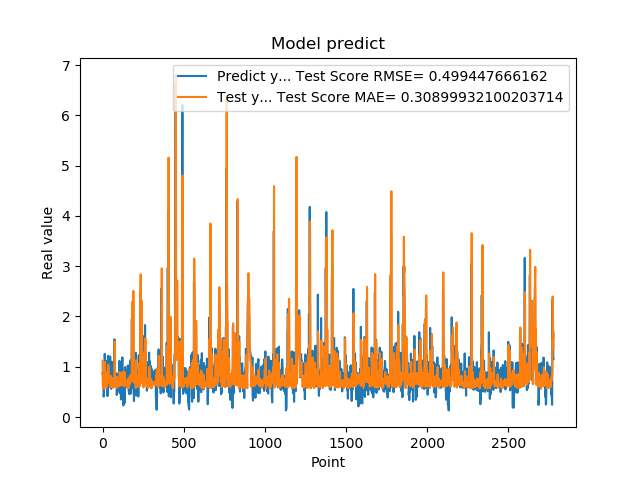 Model predict
Predict y... Test Score RMSE= 0.499447666162
Test y... Test Score MAE= 0.30899932100203714
Real value
7
6
5
4
3
2
1
0
0 500 1000 1500 2000 2500
Point